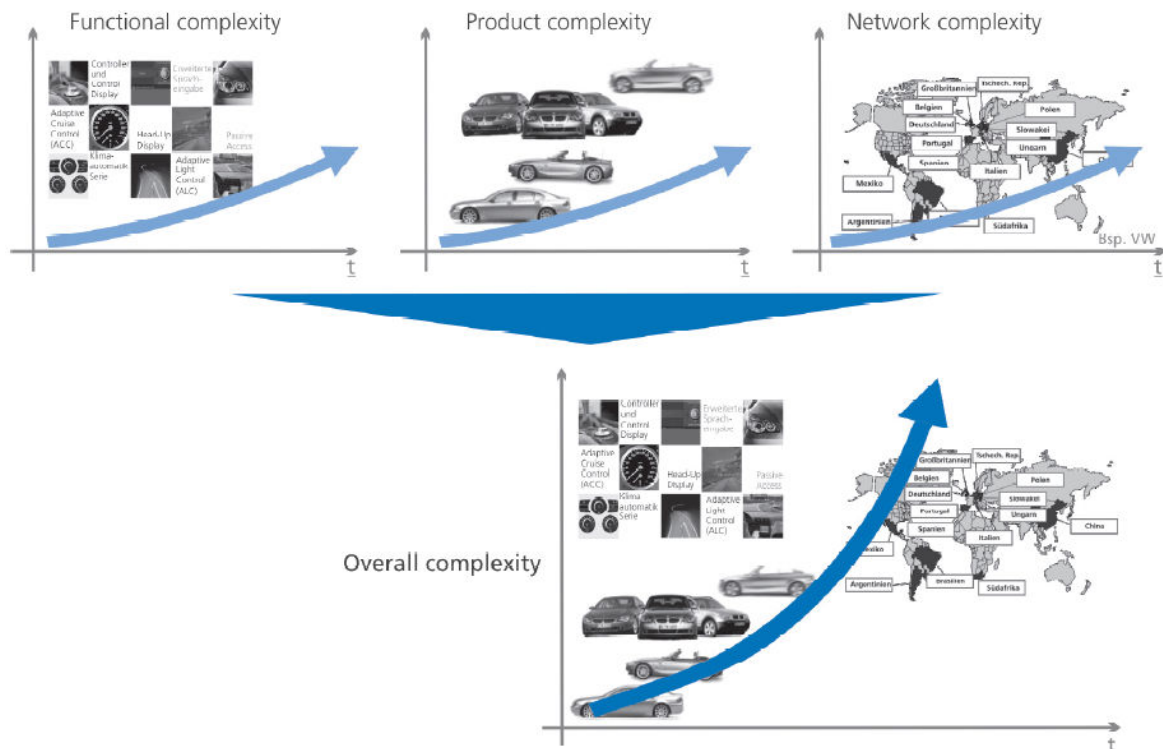 Functional complexity
Product complexity
Network complexity
Controller
und
Control
Display
Erweiterte
Sprach-
eingabe
Adaptive
Cruise
Control
(ACC)
Head-Up
Display
Passive
Access
Klima-
automatik
Serie
Adaptive
Light
Control
(ALC)
t
t
Großbritannien
Tschech. Rep.
Belgien
Polen
Deutschland
Slowakei
Portugal
Ungarn
Spanien
Italien
Mexiko
Argentinien
Südafrika
Bsp. VW
t
Controller
und
Control
Display
Erweiterte
Sprach-
eingabe
Adaptive
Cruise
Control
(ACC)
Head-Up
Display
Passive
Access
Klima
automatik
Serie
Adaptive
Light
Control
(ALC)
Großbritannien
Tschech. Rep.
Belgien
Polen
Deutschland
Slowakei
Portugal
Ungarn
China
Spanien
Italien
Argentinien
Brasilien
Südafrika
Overall complexity
t